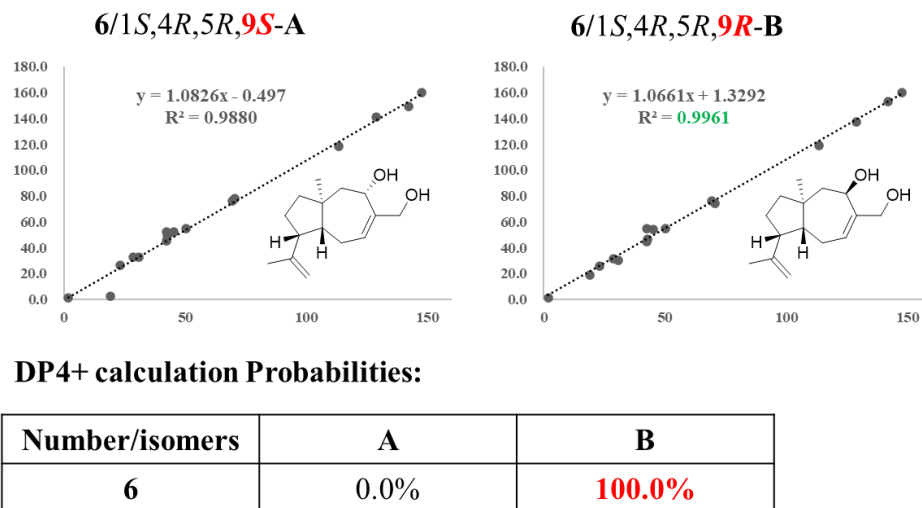 6/1S,4R,5R,9S-A
6/1S,4R,5R,9R-B
180.0
160.0
140.0
120.0
100.0
80.0
60.0
40.0
20.0
0.0
0
50
100
150
y = 1.0826x - 0.497
R² = 0.9880
OH
OH
H
H
180.0
160.0
140.0
120.0
100.0
80.0
60.0
40.0
20.0
0.0
0
50
100
150
y = 1.0661x + 1.3292
R² = 0.9961
OH
OH
H
H
DP4+ calculation Probabilities:
Number/isomers A B
6 0.0% 100.0%